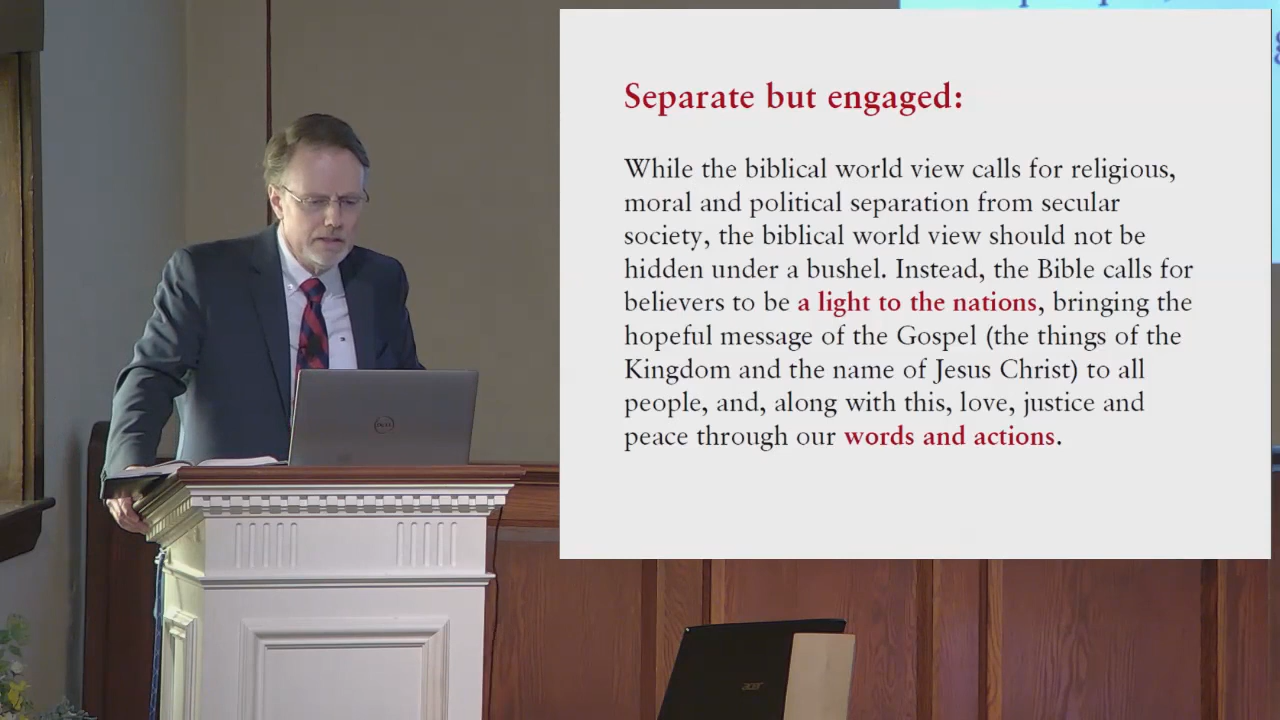 Separate but engaged:
While the biblical world view calls for religious,
moral and political separation from secular
society, the biblical world view should not be
hidden under a bushel. Instead, the Bible calls for
believers to be a light to the nations, bringing the
hopeful message of the Gospel (the things of the
Kingdom and the name of Jesus Christ) to all
people, and, along with this, love, justice and
peace through our words and actions.
DELL
acer